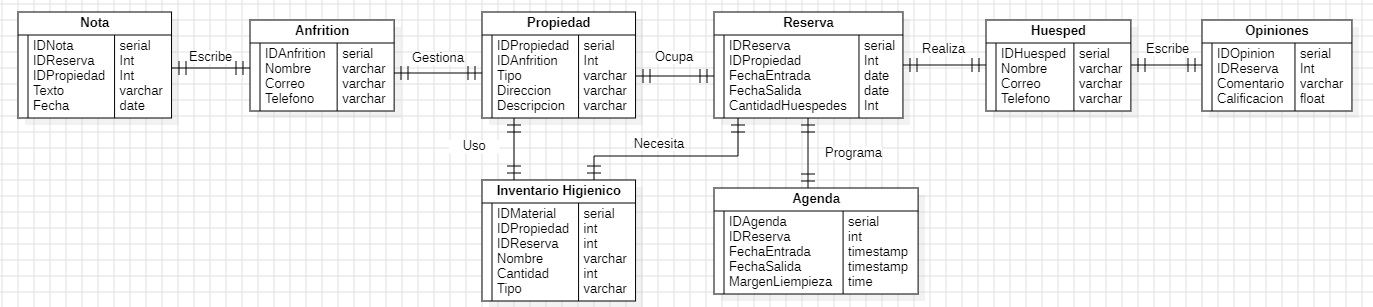 Nota
IDNota serial
IDReserva Int
IDPropiedad Int
Texto varchar
Fecha date
Escribe
Anfrition
IDAnfrition serial
Nombre varchar
Correo varchar
Telefono varchar
Gestiona
Propiedad
IDPropiedad serial
IDAnfrition Int
Tipo varchar
Direccion varchar
Descripcion varchar
Ocupa
Reserva
IDReserva serial
IDPropiedad Int
FechaEntrada date
FechaSalida date
CantidadHuespedes Int
Realiza
Huesped
IDHuesped serial
Nombre varchar
Correo varchar
Telefono varchar
Escribe
Opiniones
IDOpinion serial
IDReserva Int
Comentario varchar
Calificacion float
Uso
Necesita
Programa
Inventario Higienico
IDMaterial serial
IDPropiedad int
IDReserva int
Nombre varchar
Cantidad int
Tipo varchar
Agenda
IDAgenda serial
IDReserva int
FechaEntrada timestamp
FechaSalida timestamp
MargenLiempieza time